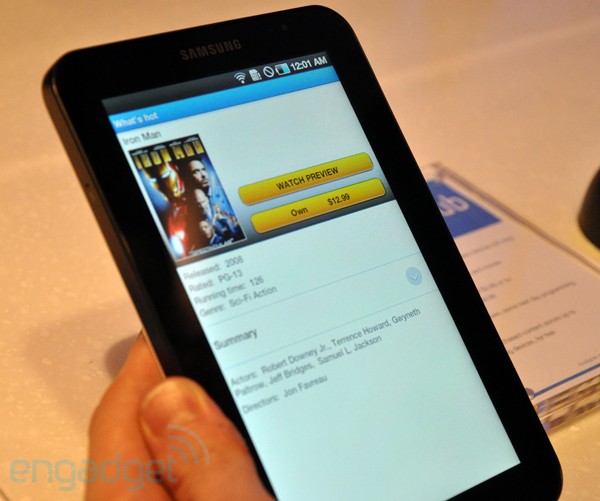 SAMSUNG
12:01 AM
What's hot
Iron Man
IRON MAN
WATCH PREVIEW
Own $12.99
Released: 2008
Rated: PG-13
Running time: 126
Genre: Sci-Fi Action
Summary
Actors: Robert Downey Jr., Terrence Howard, Gwyneth
Paltrow, Jeff Bridges, Samuel L. Jackson
Directors: Jon Favreau
engadget